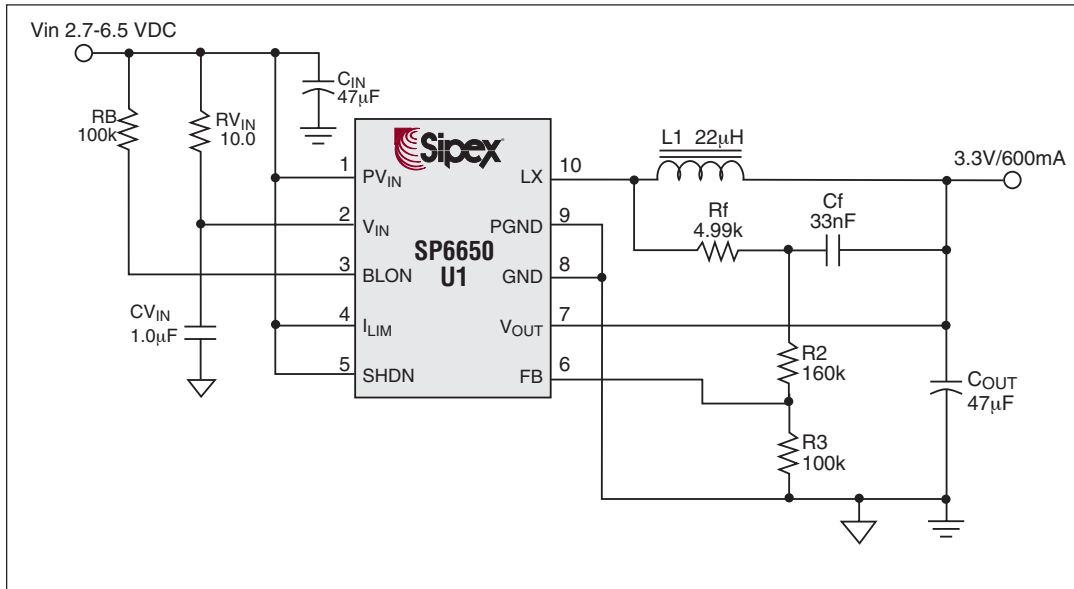 Vin 2.7-6.5 VDC
CIN
47µF
RB
100k
RVIN
10.0
Sipex
L1 22µH
3.3V/600mA
1
PVIN
LX
10
Rf
4.99k
Cf
33nF
2
VIN
PGND
9
SP6650
U1
3
BLON
GND
8
CVIN
1.0µF
4
ILIM
VOUT
7
5
SHDN
FB
6
R2
160k
COUT
47µF
R3
100k